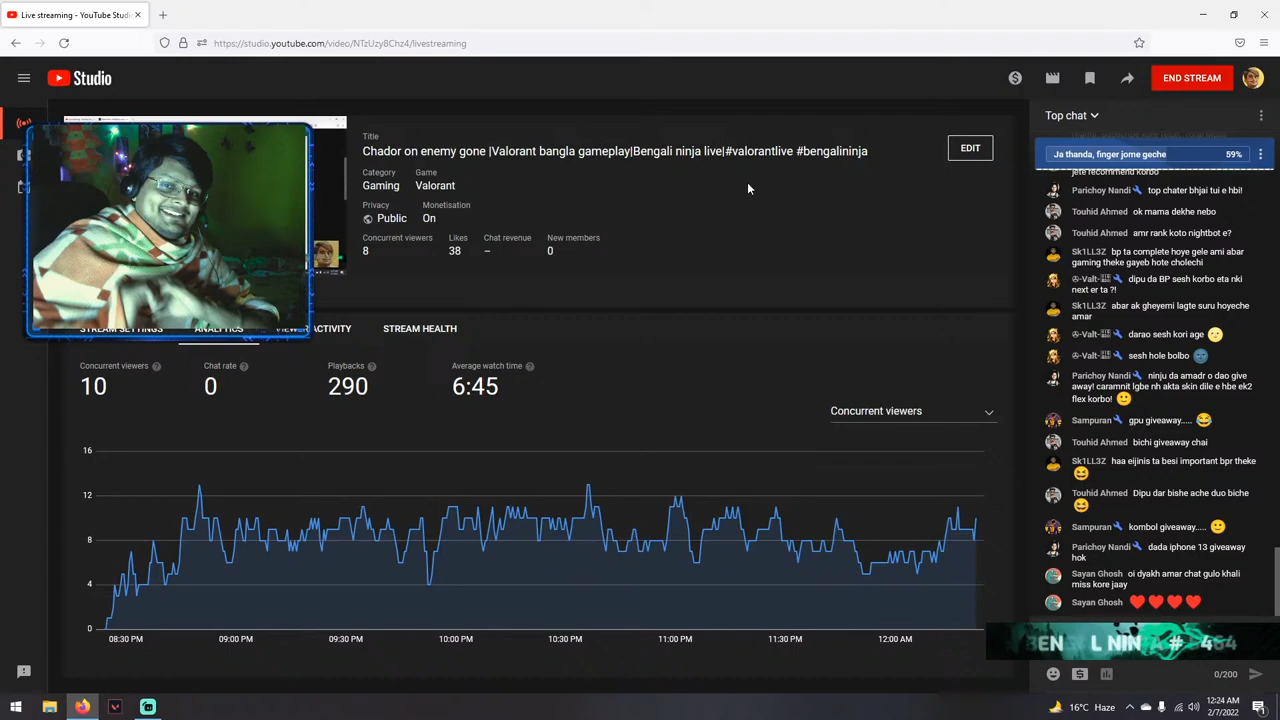 Live streaming - YouTube Stud
https://studio.youtube.com/video/NTzUzy8Chz4/livestreaming
Studio
END STREAM
Title
Chador on enemy gone |Valorant bangla gameplay|Bengali ninja live|#valorantlive #bengalininja
EDIT
Category
Game
Gaming
Valorant
Privacy
Monetisation
Public
On
Concurrent viewers
Likes
Chat revenue
New members
8
38
–
0
STREAM SETTINGS
ANALYTICS
ACTIVITY
STREAM HEALTH
Concurrent viewers
Chat rate
Playbacks
Average watch time
10
0
290
6:45
Concurrent viewers
16
12
8
4
0
08:30 PM
09:00 PM
09:30 PM
10:00 PM
10:30 PM
11:00 PM
11:30 PM
12:00 AM
Top chat
Ja thanda, finger jome geche
59%
jete recommend korbo
Parichoy Nandi top chater bhjai tui e hbi!
Touhid Ahmed ok mama dekhe nebo
Touhid Ahmed amr rank koto nightbot e?
Sk1LL3Z bp ta complete hoye gele ami abar
gaming theke gayeb hote cholechi
-Valt- dipu da BP sesh korbo eta nki
next er ta ?!
Sk1LL3Z abar ak gheyemi lagte suru hoyeche
amar
-Valt- darao sesh kori age
-Valt- sesh hole bolbo
Parichoy Nandi ninju da amadr o dao give
away! caramnit lgbe nh akta skin dile e hbe ek2
flex korbo!
Sampuran gpu giveaway.....
Touhid Ahmed bichi giveaway chai
Sk1LL3Z haa eijinis ta besi important bpr theke
Touhid Ahmed Dipu dar bishe ache duo biche
Sampuran kombol giveaway.....
Parichoy Nandi dada iphone 13 giveaway
hok
Sayan Ghosh oi dyakh amar chat gulo khali
miss kore jaay
Sayan Ghosh
0/200
16°C Haze
12:24 AM
2/7/2022